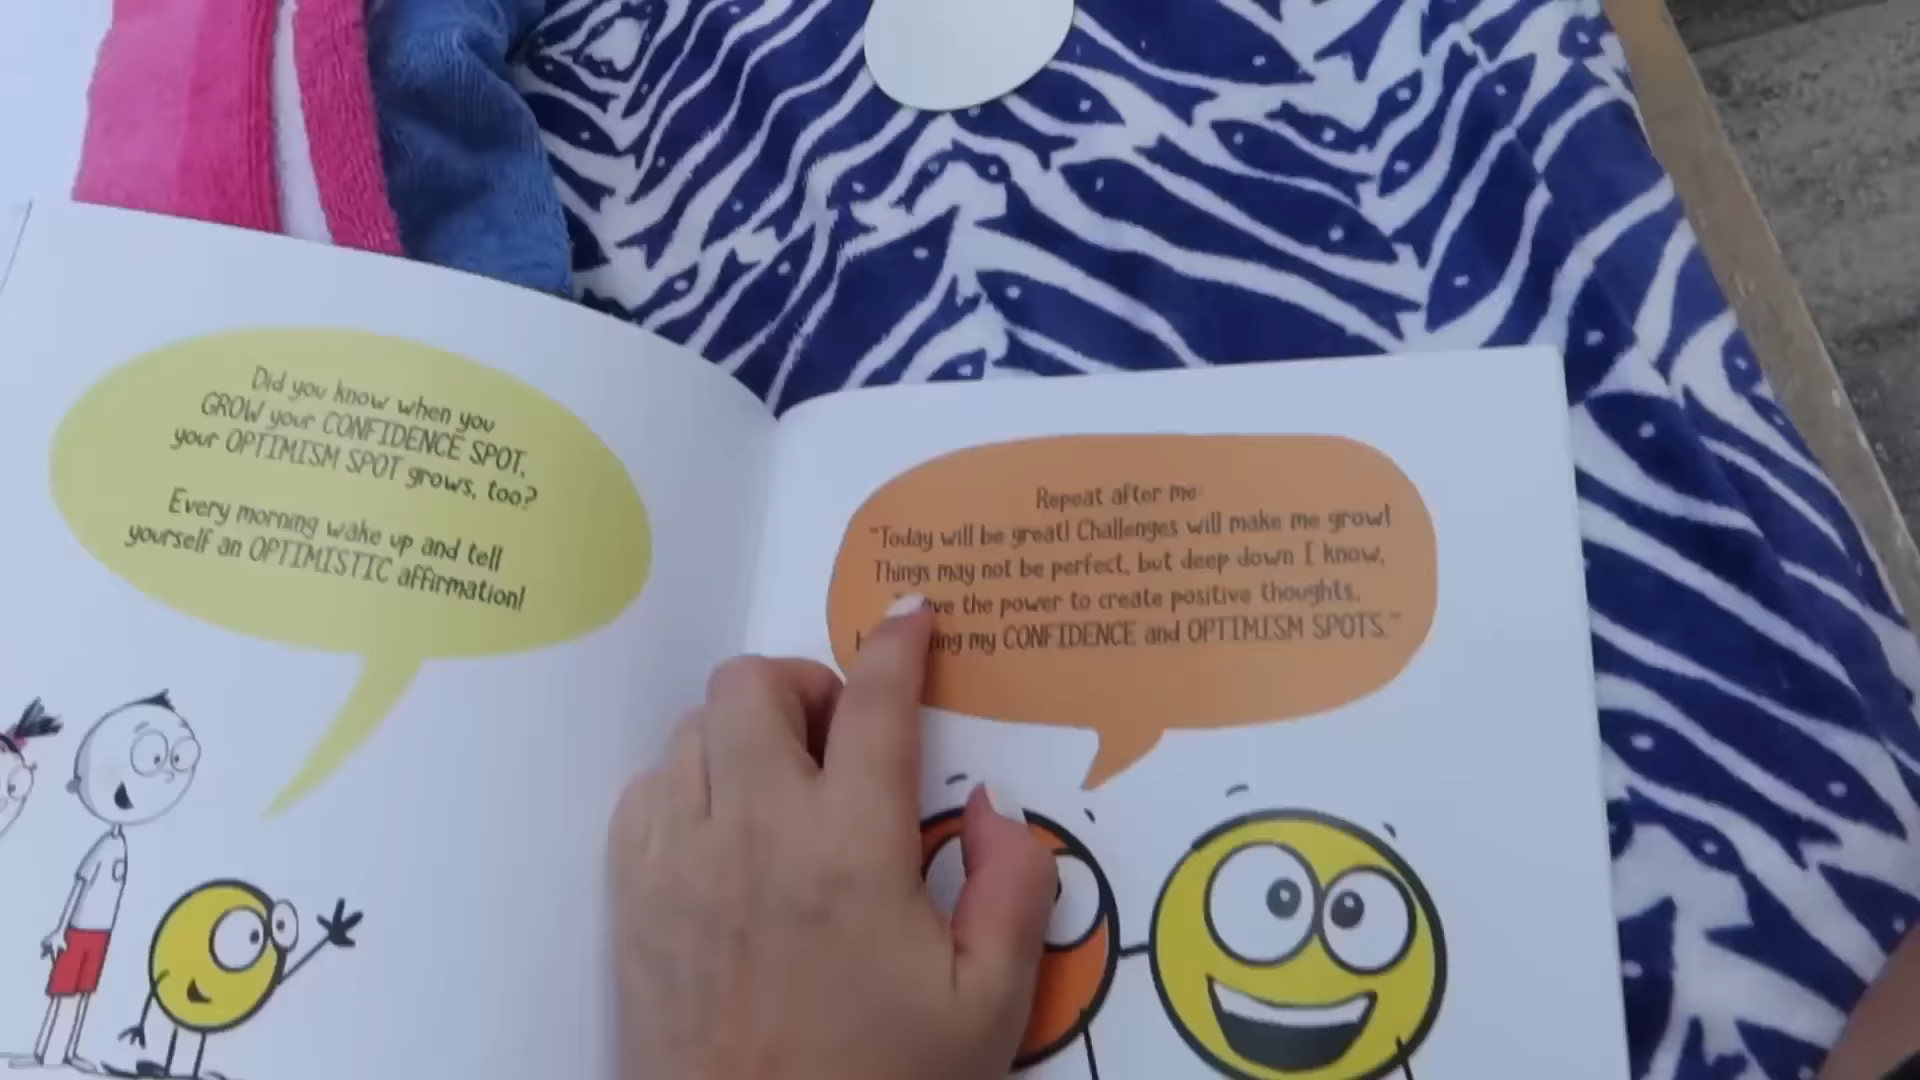 Did you know when you
GROW your CONFIDENCE SPOT,
your OPTIMISM SPOT grows, too?
Every morning wake up and tell
yourself an OPTIMISTIC affirmation!
Repeat after me:
"Today will be great! Challenges will make me grow!
Things may not be perfect, but deep down I know,
the power to create positive thoughts,
my CONFIDENCE and OPTIMISM SPOTS."